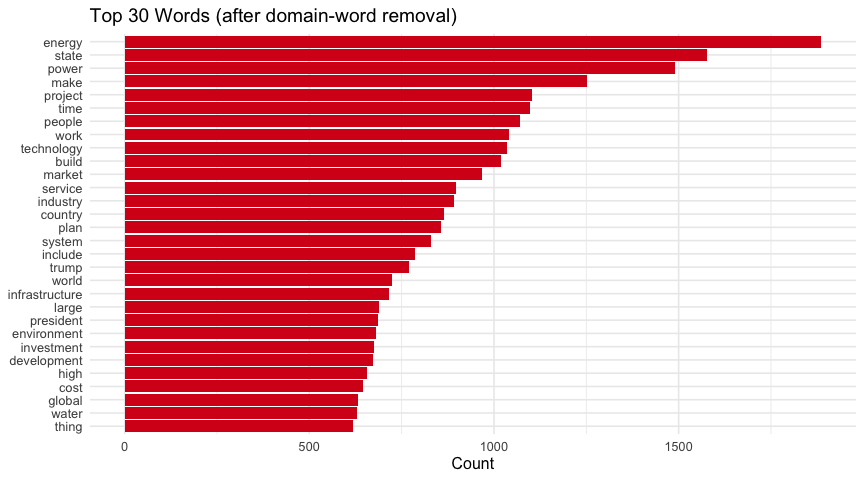 Top 30 Words (after domain-word removal)
energy
state
power
make
project
time
people
work
technology
build
market
service
industry
country
plan
system
include
trump
world
infrastructure
large
president
environment
investment
development
high
cost
global
water
thing
0 500 1000 1500
Count